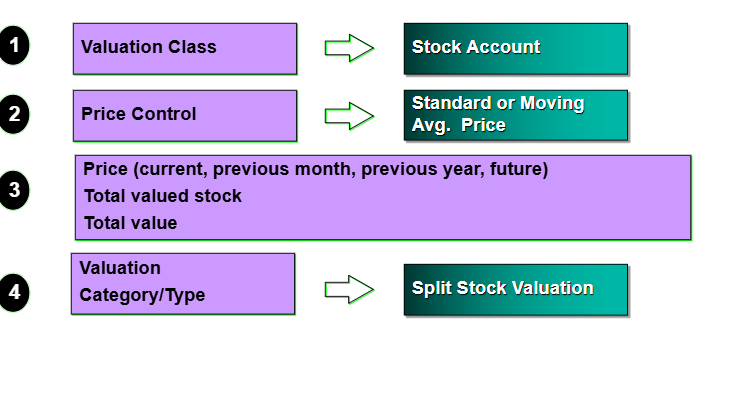 1
Valuation Class
Stock Account
2
Price Control
Standard or Moving
Avg. Price
3
Price (current, previous month, previous year, future)
Total valued stock
Total value
4
Valuation
Category/Type
Split Stock Valuation